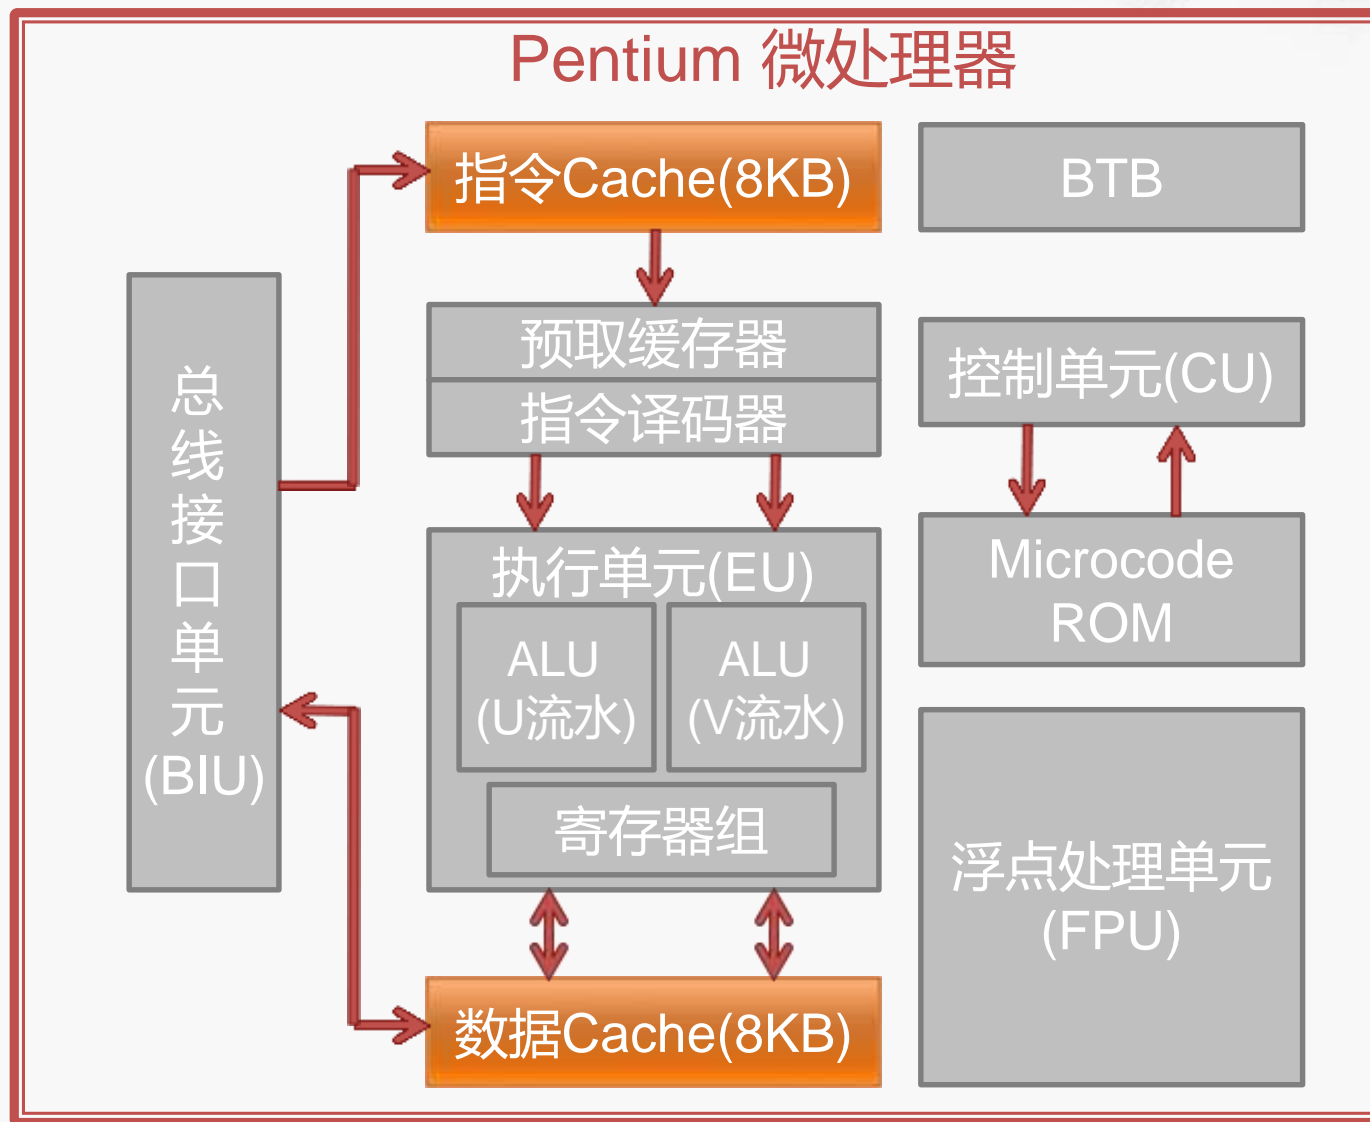 Pentium 微处理器
指令Cache(8KB)
BTB
预取缓存器
指令译码器
控制单元(CU)
总
线
接
口
单
元
(BIU)
执行单元(EU)
ALU
(U流水)
ALU
(V流水)
寄存器组
Microcode
ROM
浮点处理单元
(FPU)
数据Cache(8KB)